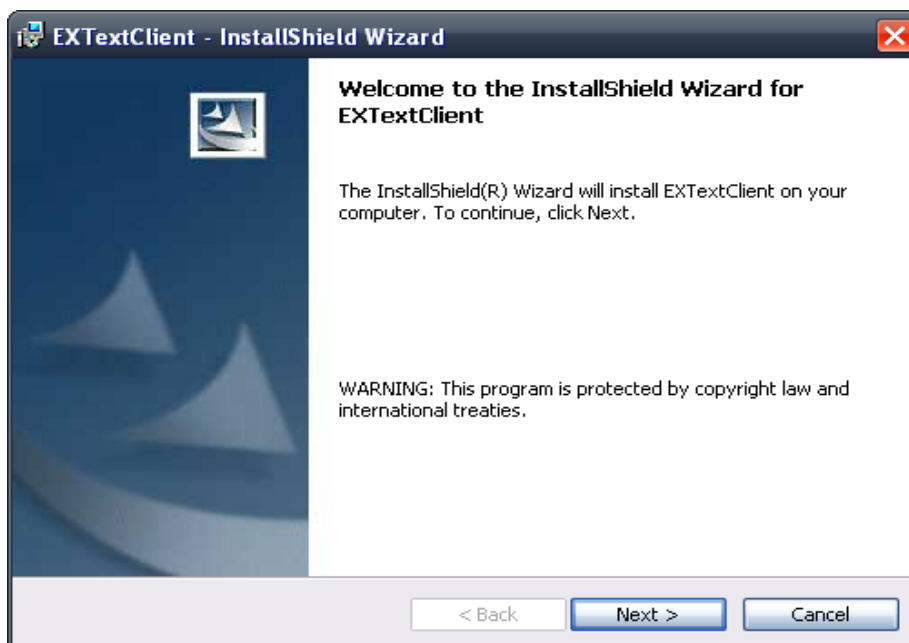 EXTextClient - InstallShield Wizard
Welcome to the InstallShield Wizard for
EXTextClient
The InstallShield(R) Wizard will install EXTextClient on your
computer. To continue, click Next.
WARNING: This program is protected by copyright law and
international treaties.
< Back
Next >
Cancel